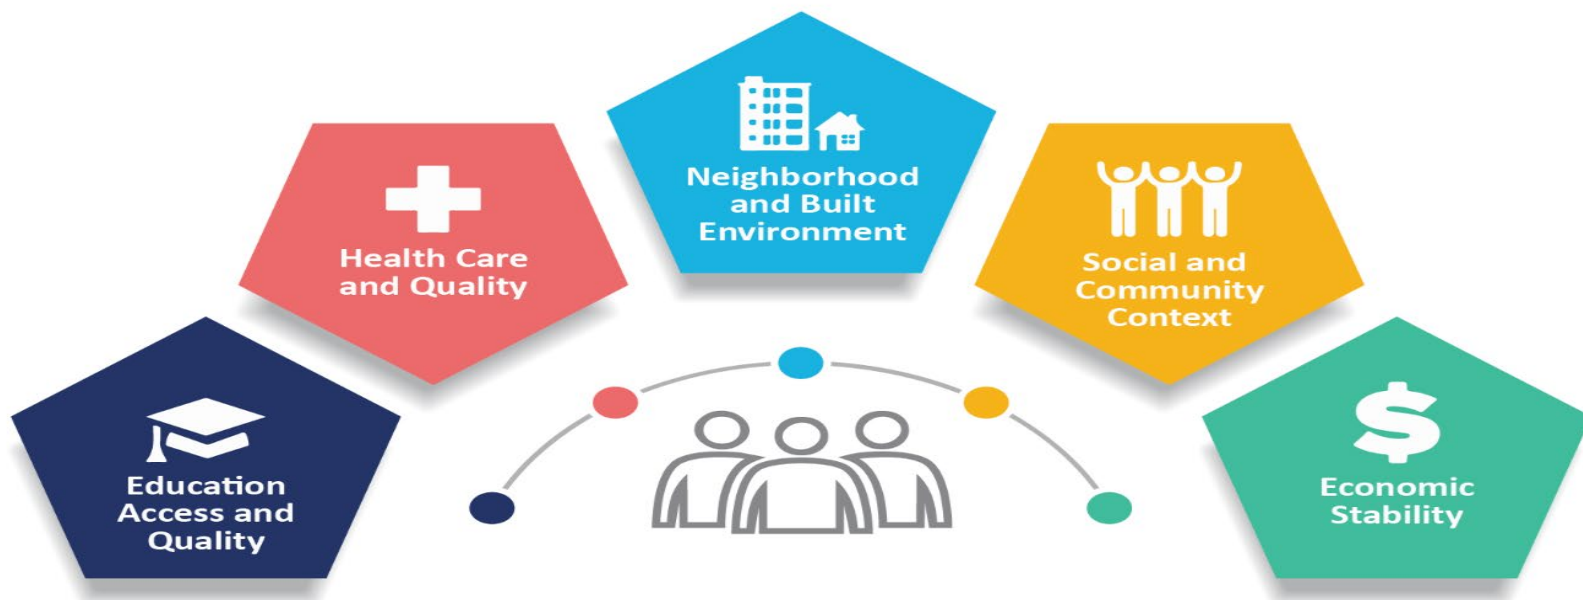 Education
Access and
Quality
Health Care
and Quality
Neighborhood
and Built
Environment
Social and
Community
Context
Economic
Stability